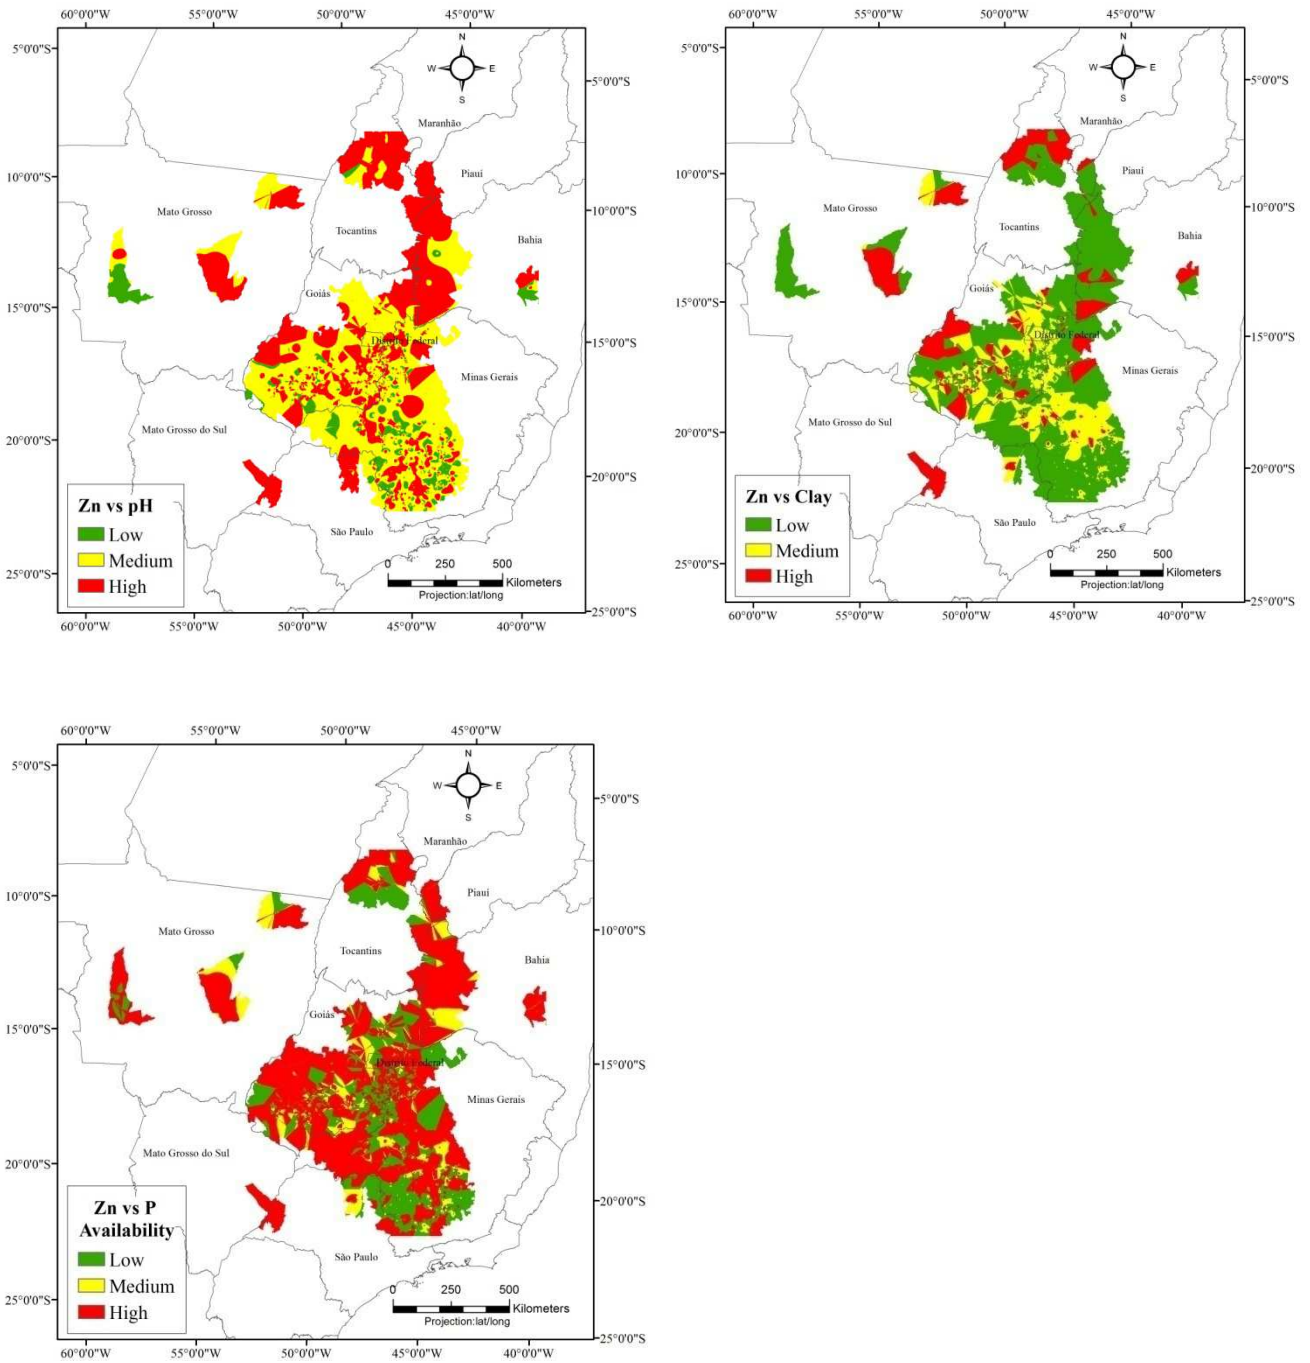 60°0'0"W 55°0'0"W 50°0'0"W 45°0'0"W
5°0'0"S
N
W E
S
5°0'0"S
Maranhão
10°0'0"S
Piauí
10°0'0"S
Mato Grosso
Tocantins
Bahia
Goiás
15°0'0"S
Distrito Federal
15°0'0"S
Minas Gerais
Mato Grosso do Sul
20°0'0"S
20°0'0"S
Zn vs pH
Low
Medium
High
São Paulo
0 250 500
Kilometers
Projection:lat/long
25°0'0"S
25°0'0"S
60°0'0"W 55°0'0"W 50°0'0"W 45°0'0"W 40°0'0"W
50°0'0"W 45°0'0"W
5°0'0"S
N
W E
S
5°0'0"S
Maranhão
10°0'0"S
Piauí
10°0'0"S
Mato Grosso
Tocantins
Bahia
Goiás
15°0'0"S
Distrito Federal
15°0'0"S
Minas Gerais
Mato Grosso do Sul
20°0'0"S
20°0'0"S
Zn vs Clay
Low
Medium
High
São Paulo
0 250 500
Kilometers
Projection:lat/long
25°0'0"S
25°0'0"S
60°0'0"W 55°0'0"W 50°0'0"W 45°0'0"W 40°0'0"W
60°0'0"W 55°0'0"W 50°0'0"W 45°0'0"W
5°0'0"S
N
W E
S
5°0'0"S
Maranhão
10°0'0"S
Piauí
10°0'0"S
Mato Grosso
Tocantins
Bahia
Goiás
15°0'0"S
Distrito Federal
15°0'0"S
Minas Gerais
Mato Grosso do Sul
20°0'0"S
20°0'0"S
Zn vs P
Availability
Low
Medium
High
São Paulo
0 250 500
Kilometers
Projection:lat/long
25°0'0"S
25°0'0"S
60°0'0"W 55°0'0"W 50°0'0"W 45°0'0"W 40°0'0"W